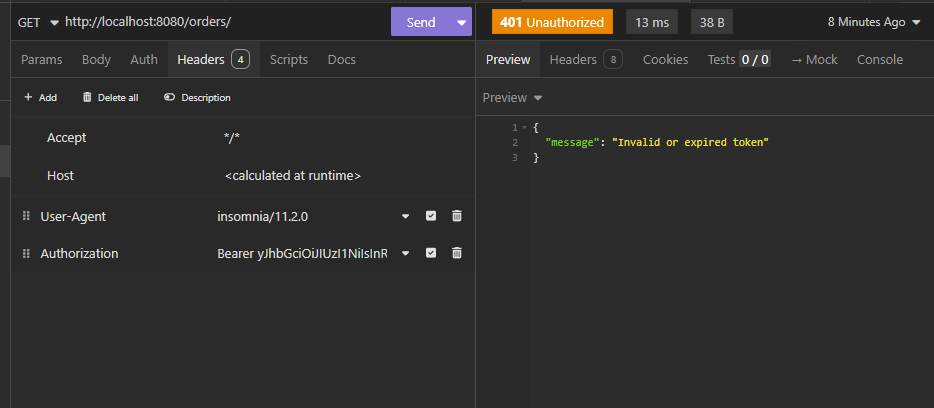 GET http://localhost:8080/orders/ Send
Params Body Auth Headers 4 Scripts Docs
+ Add Delete all Description
Accept */*
Host <calculated at runtime>
User-Agent insomnia/11.2.0
Authorization Bearer yJhbGciOiJIUzI1NiIsInR
401 Unauthorized 13 ms 38 B 8 Minutes Ago
Preview Headers 8 Cookies Tests 0 / 0 → Mock Console
Preview
1 {
2 "message": "Invalid or expired token"
3 }